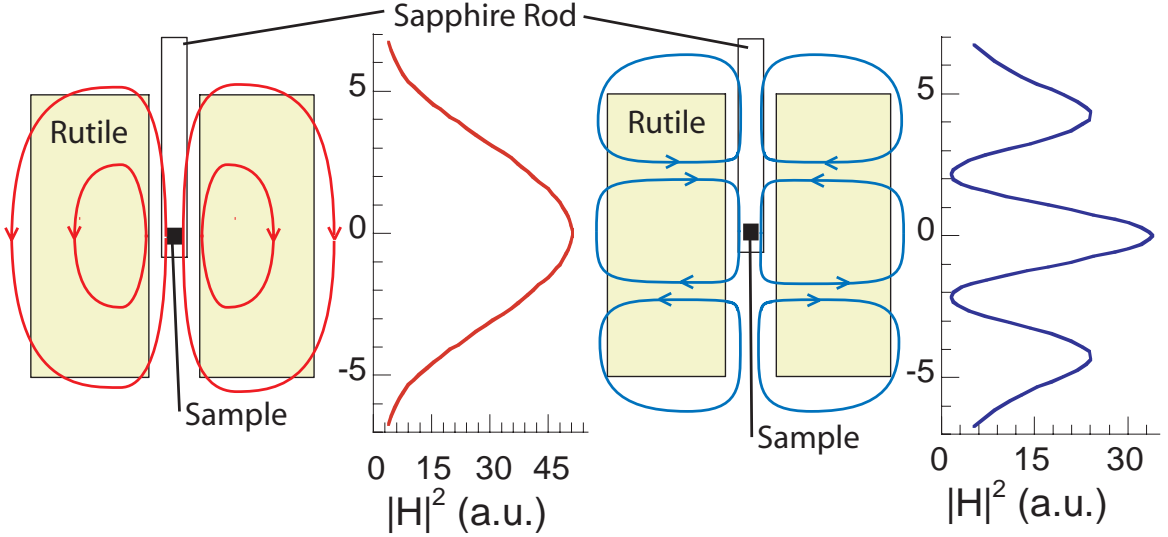 Sapphire Rod
Rutile
Sample
5
0
-5
0 15 30 45
|H|² (a.u.)
Rutile
Sample
5
0
-5
0 15 30
|H|² (a.u.)